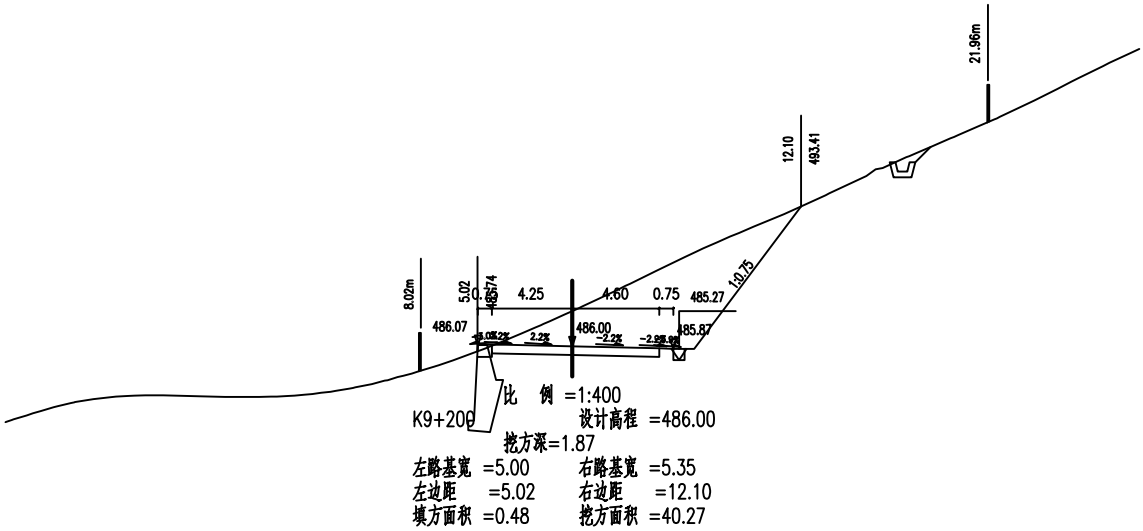 21.96m
12.10
493.41
1:0.75
8.02m
5.02
485.74
0.75 4.25 4.60 0.75 485.27
486.07 486.00 485.87
2.2% -2.2%
比 例 =1:400
K9+200 设计高程 =486.00
挖方深=1.87
左路基宽 =5.00 右路基宽 =5.35
左边距 =5.02 右边距 =12.10
填方面积 =0.48 挖方面积 =40.27